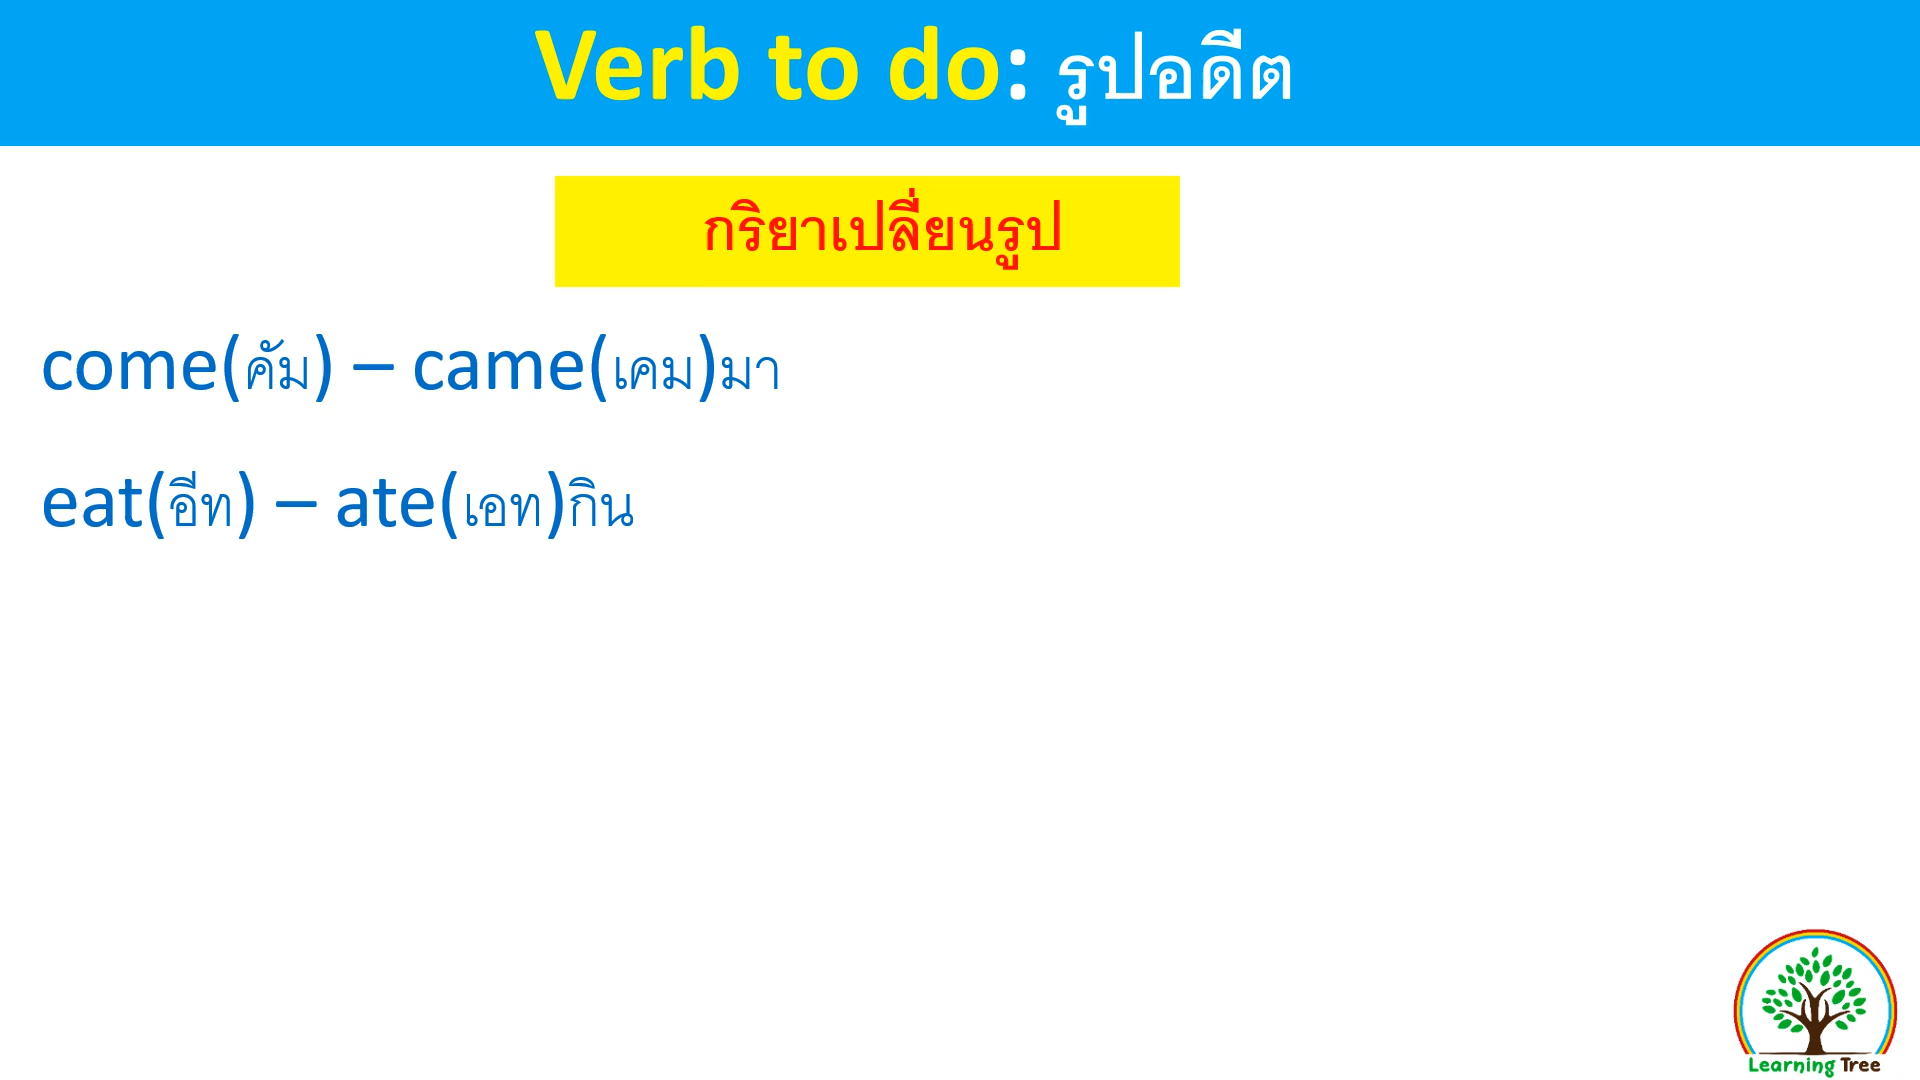 Verb to do: รูปอดีต
กริยาเปลี่ยนรูป
come(คัม) – came(เคม)มา
eat(อีท) – ate(เอท)กิน
Learning Tree